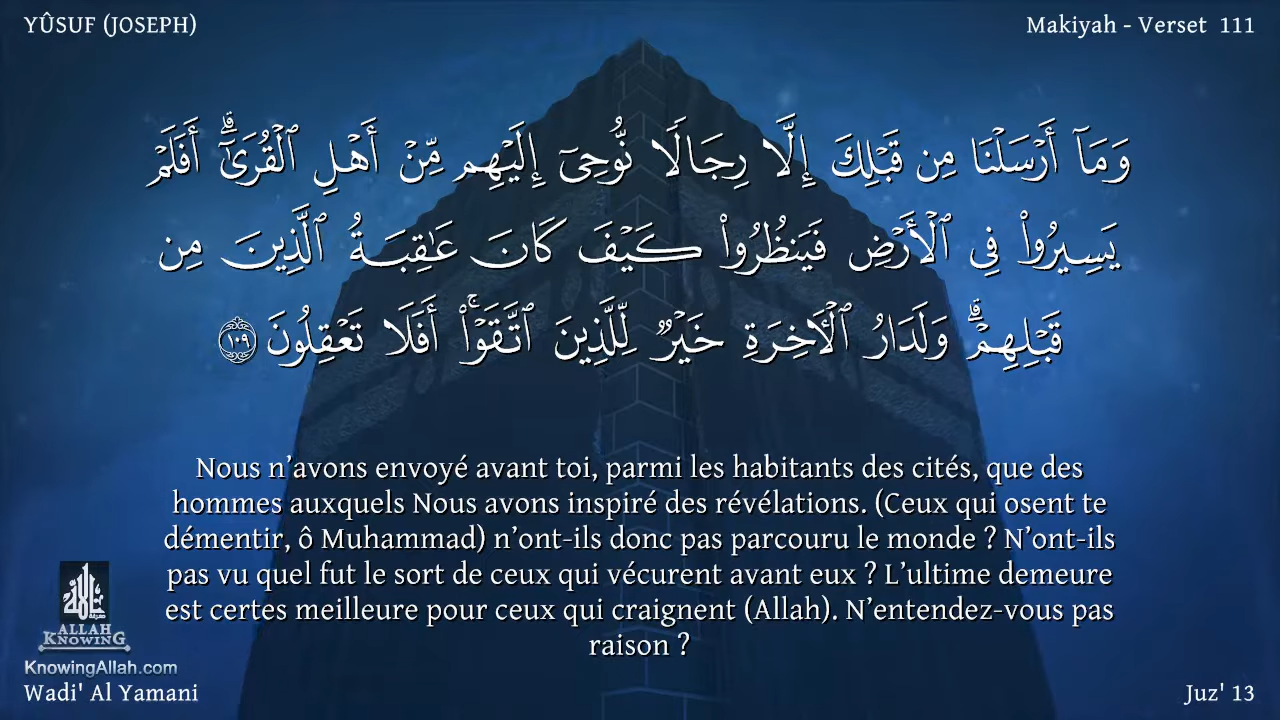 YÛSUF (JOSEPH)
Makiyah - Verset 111
وَمَآ أَرۡسَلۡنَا مِن قَبۡلِكَ إِلَّا رِجَالٗا نُّوحِيٓ إِلَيۡهِم مِّنۡ أَهۡلِ ٱلۡقُرَىٰٓۗ أَفَلَمۡ
يَسِيرُواْ فِي ٱلۡأَرۡضِ فَيَنظُرُواْ كَيۡفَ كَانَ عَٰقِبَةُ ٱلَّذِينَ مِن
قَبۡلِهِمۡۗ وَلَدَارُ ٱلۡأٓخِرَةِ خَيۡرٞ لِّلَّذِينَ ٱتَّقَوۡاْۚ أَفَلَا تَعۡقِلُونَ ١٠٩
Nous n’avons envoyé avant toi, parmi les habitants des cités, que des
hommes auxquels Nous avons inspiré des révélations. (Ceux qui osent te
démentir, ô Muhammad) n’ont-ils donc pas parcouru le monde ? N’ont-ils
pas vu quel fut le sort de ceux qui vécurent avant eux ? L’ultime demeure
est certes meilleure pour ceux qui craignent (Allah). N’entendez-vous pas
raison ?
ALLAH
KNOWING
KnowingAllah.com
Wadi' Al Yamani
Juz' 13